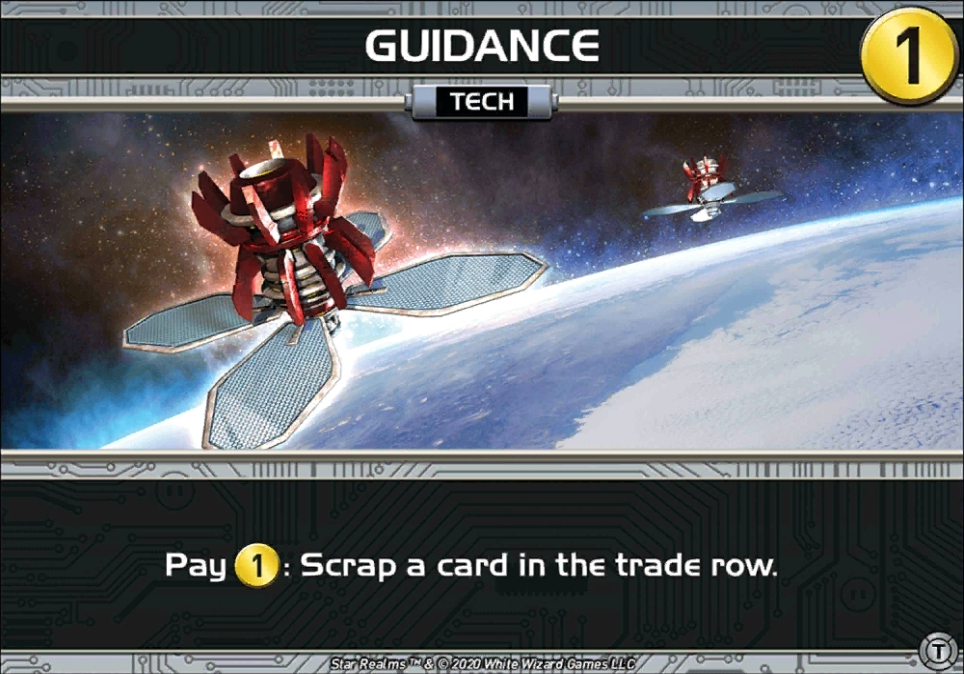 GUIDANCE
1
TECH
Pay 1: Scrap a card in the trade row.
Star Realms™ & © 2020 White Wizard Games LLC
T